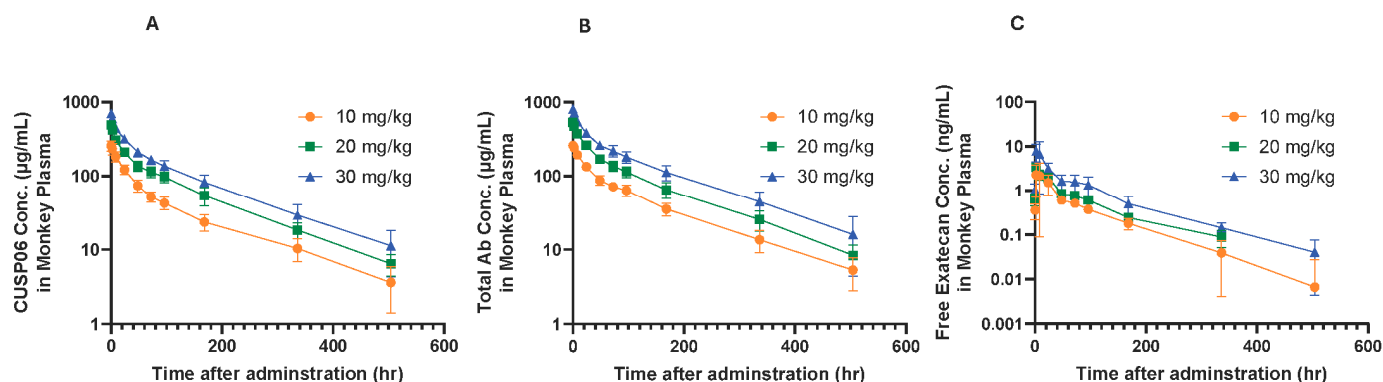 A
CUSP06 Conc. (µg/mL)
in Monkey Plasma
1000
100
10
1
0
200
400
600
Time after adminstration (hr)
10 mg/kg
20 mg/kg
30 mg/kg
B
Total Ab Conc. (µg/mL)
in Monkey Plasma
1000
100
10
1
0
200
400
600
Time after adminstration (hr)
10 mg/kg
20 mg/kg
30 mg/kg
C
Free Exatecan Conc. (ng/mL)
in Monkey Plasma
100
10
1
0.1
0.01
0.001
0
200
400
600
Time after adminstration (hr)
10 mg/kg
20 mg/kg
30 mg/kg